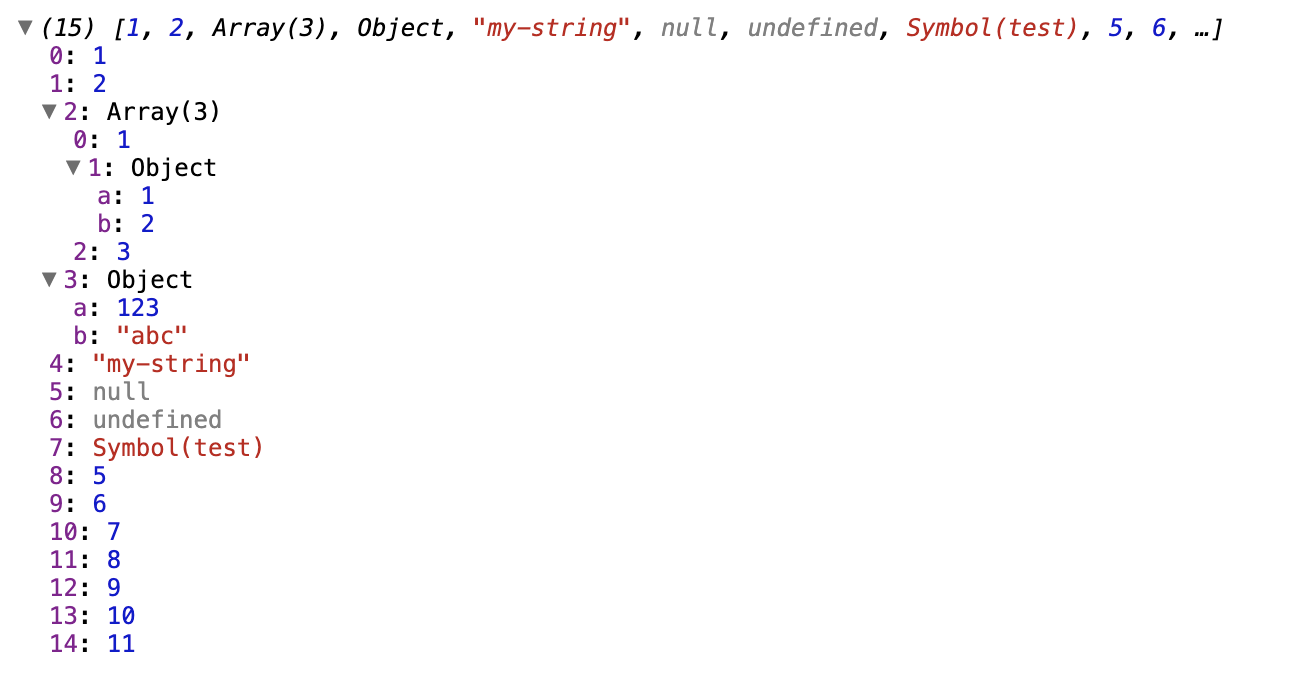 ▼(15) [1, 2, Array(3), Object, "my-string", null, undefined, Symbol(test), 5, 6, …]
0: 1
1: 2
▼2: Array(3)
0: 1
▼1: Object
a: 1
b: 2
2: 3
▼3: Object
a: 123
b: "abc"
4: "my-string"
5: null
6: undefined
7: Symbol(test)
8: 5
9: 6
10: 7
11: 8
12: 9
13: 10
14: 11